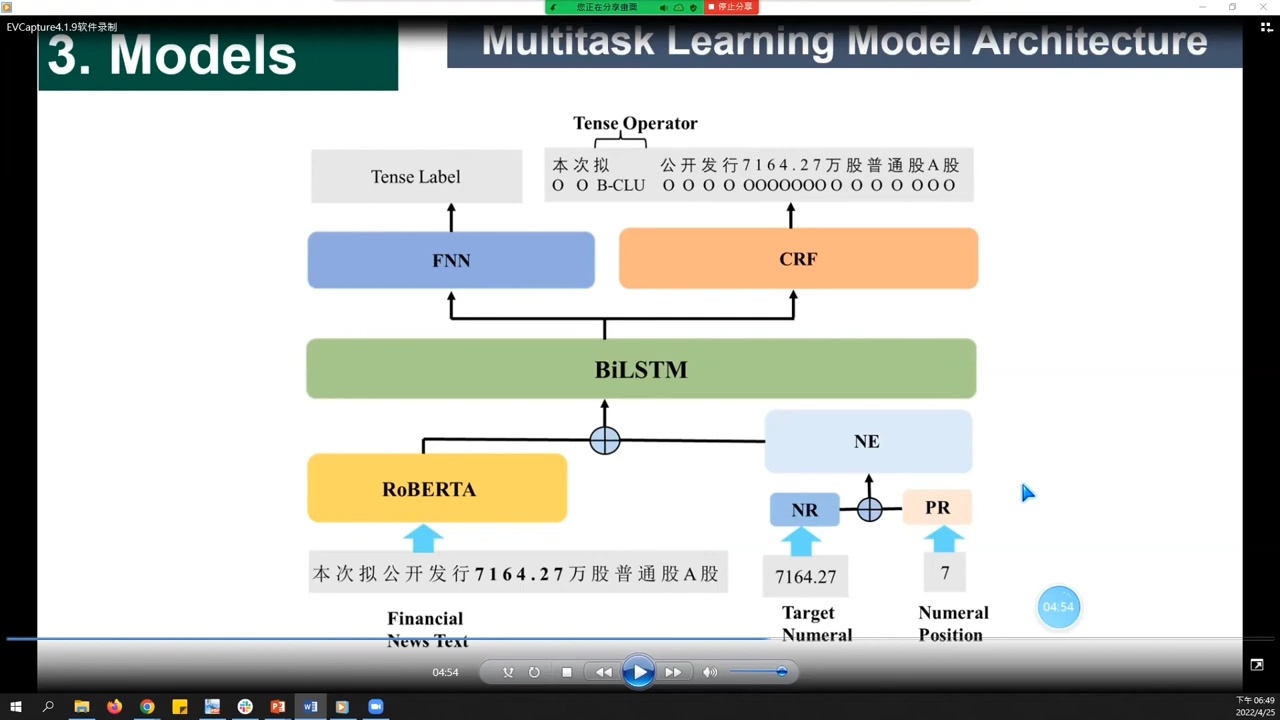 您正在分享画面
停止分享
EVCapture4.1.9软件录制
3. Models
Multitask Learning Model Architecture
Tense Operator
Tense Label
本次拟 公开发行7164.27万股普通股A股
O O B-CLU O O O O OOOOOOO O O O O O O O
FNN
CRF
BiLSTM
NE
RoBERTA
NR
PR
本次拟公开发行7164.27万股普通股A股
7164.27
7
Financial
News Text
Target
Numeral
Numeral
Position
04:54
04:54
下午 06:49
2022/4/25